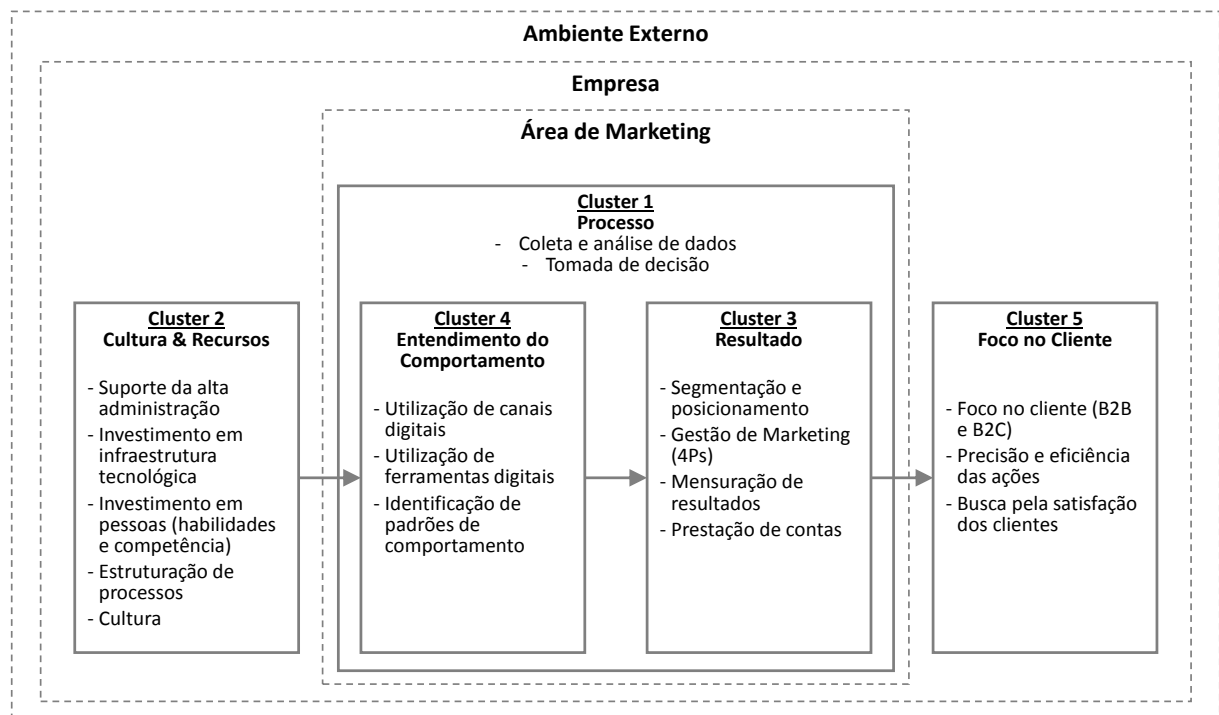 Ambiente Externo
Empresa
Área de Marketing
Cluster 1
Processo
- Coleta e análise de dados
- Tomada de decisão
Cluster 2
Cultura & Recursos
- Suporte da alta
administração
- Investimento em
infraestrutura
tecnológica
- Investimento em
pessoas (habilidades
e competência)
- Estruturação de
processos
- Cultura
Cluster 4
Entendimento do
Comportamento
- Utilização de canais
digitais
- Utilização de
ferramentas digitais
- Identificação de
padrões de
comportamento
Cluster 3
Resultado
- Segmentação e
posicionamento
- Gestão de Marketing
(4Ps)
- Mensuração de
resultados
- Prestação de contas
Cluster 5
Foco no Cliente
- Foco no cliente (B2B
e B2C)
- Precisão e eficiência
das ações
- Busca pela satisfação
dos clientes